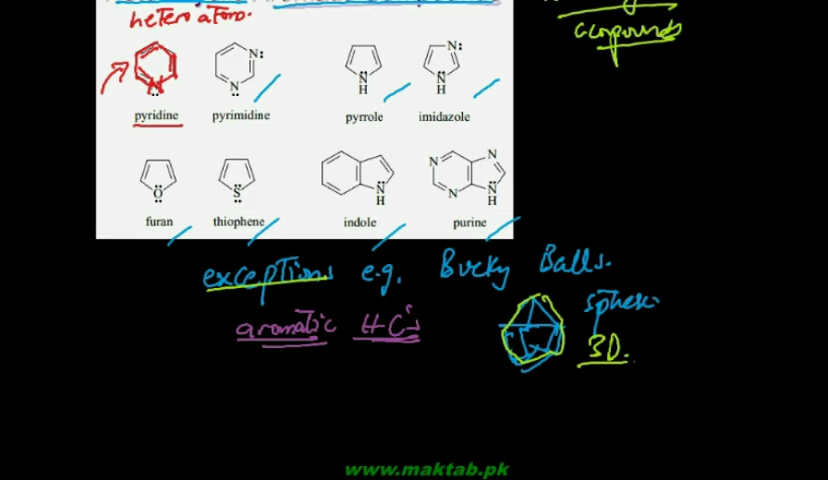 hetero atom.
compounds
N:
N
N:
N
N
H
N
H
pyridine
pyrimidine
pyrrole
imidazole
O
S
N
H
N
N
N
N
H
furan
thiophene
indole
purine
exceptions e.g. Bucky Balls.
aromatic HC's
3D.
www.maktab.pk